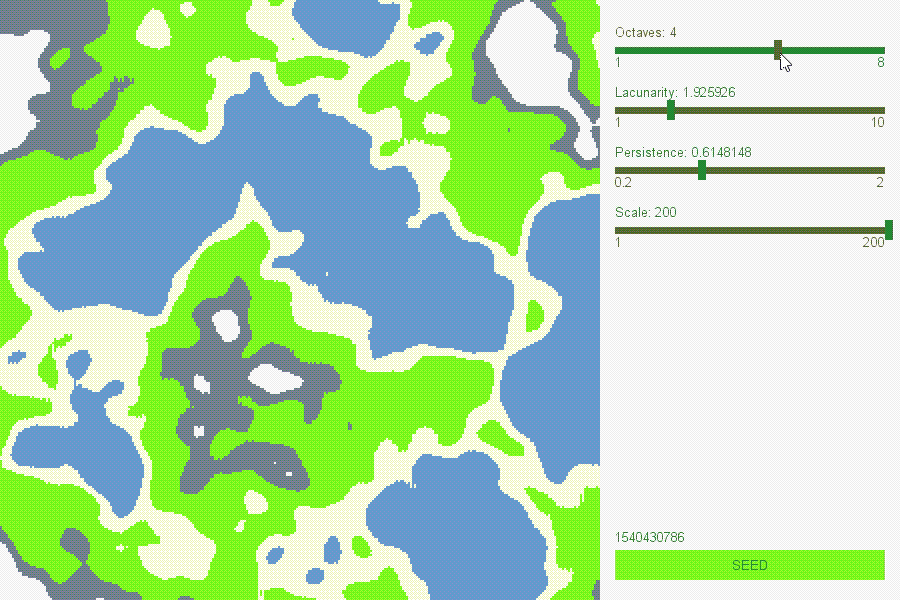 Octaves: 4
1 8
Lacunarity: 1.925926
1 10
Persistence: 0.6148148
0.2 2
Scale: 200
1 200
1540430786
SEED